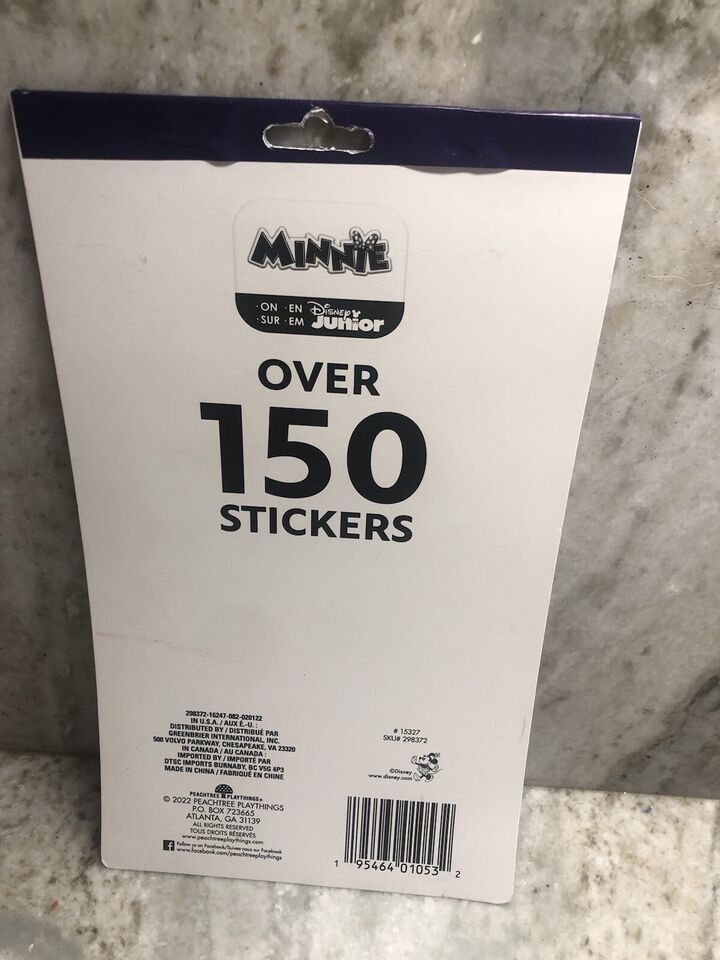 MINNIE
·ON ·EN Disney
·SUR ·EM Junior
OVER
150
STICKERS
298372-16247-082-020122
IN U.S.A. / AUX É.-U. :
DISTRIBUTED BY / DISTRIBUÉ PAR
GREENBRIER INTERNATIONAL, INC.
500 VOLVO PARKWAY, CHESAPEAKE, VA 23320
IN CANADA / AU CANADA :
IMPORTED BY / IMPORTÉ PAR
DTSC IMPORTS BURNABY, BC V5G 4P3
MADE IN CHINA / FABRIQUÉ EN CHINE
PEACHTREE PLAYTHINGS®
© 2022 PEACHTREE PLAYTHINGS
P.O. BOX 723665
ATLANTA, GA 31139
ALL RIGHTS RESERVED
TOUS DROITS RÉSERVÉS
www.peachtreeplaythings.com
f Follow us on Facebook/Suivez-nous sur Facebook
www.facebook.com/peachtreeplaythings
# 15327
SKU# 298372
©Disney
www.disney.com
1 95464 01053 2